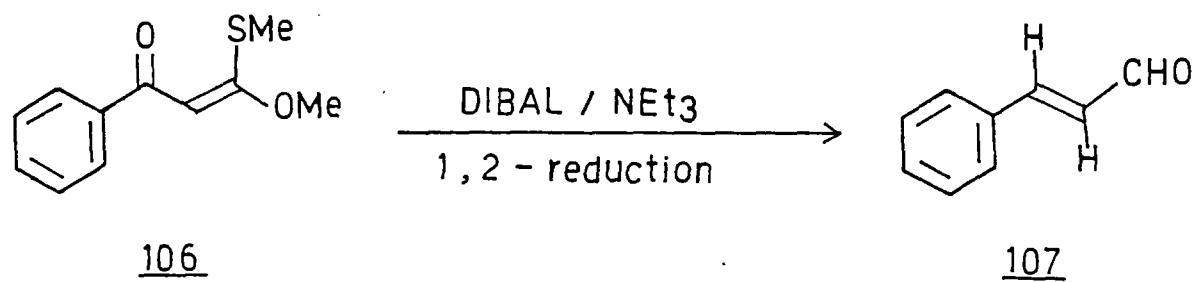 O
SMe
OMe
DIBAL / NEt3
1,2 - reduction
H
CHO
H
106
107